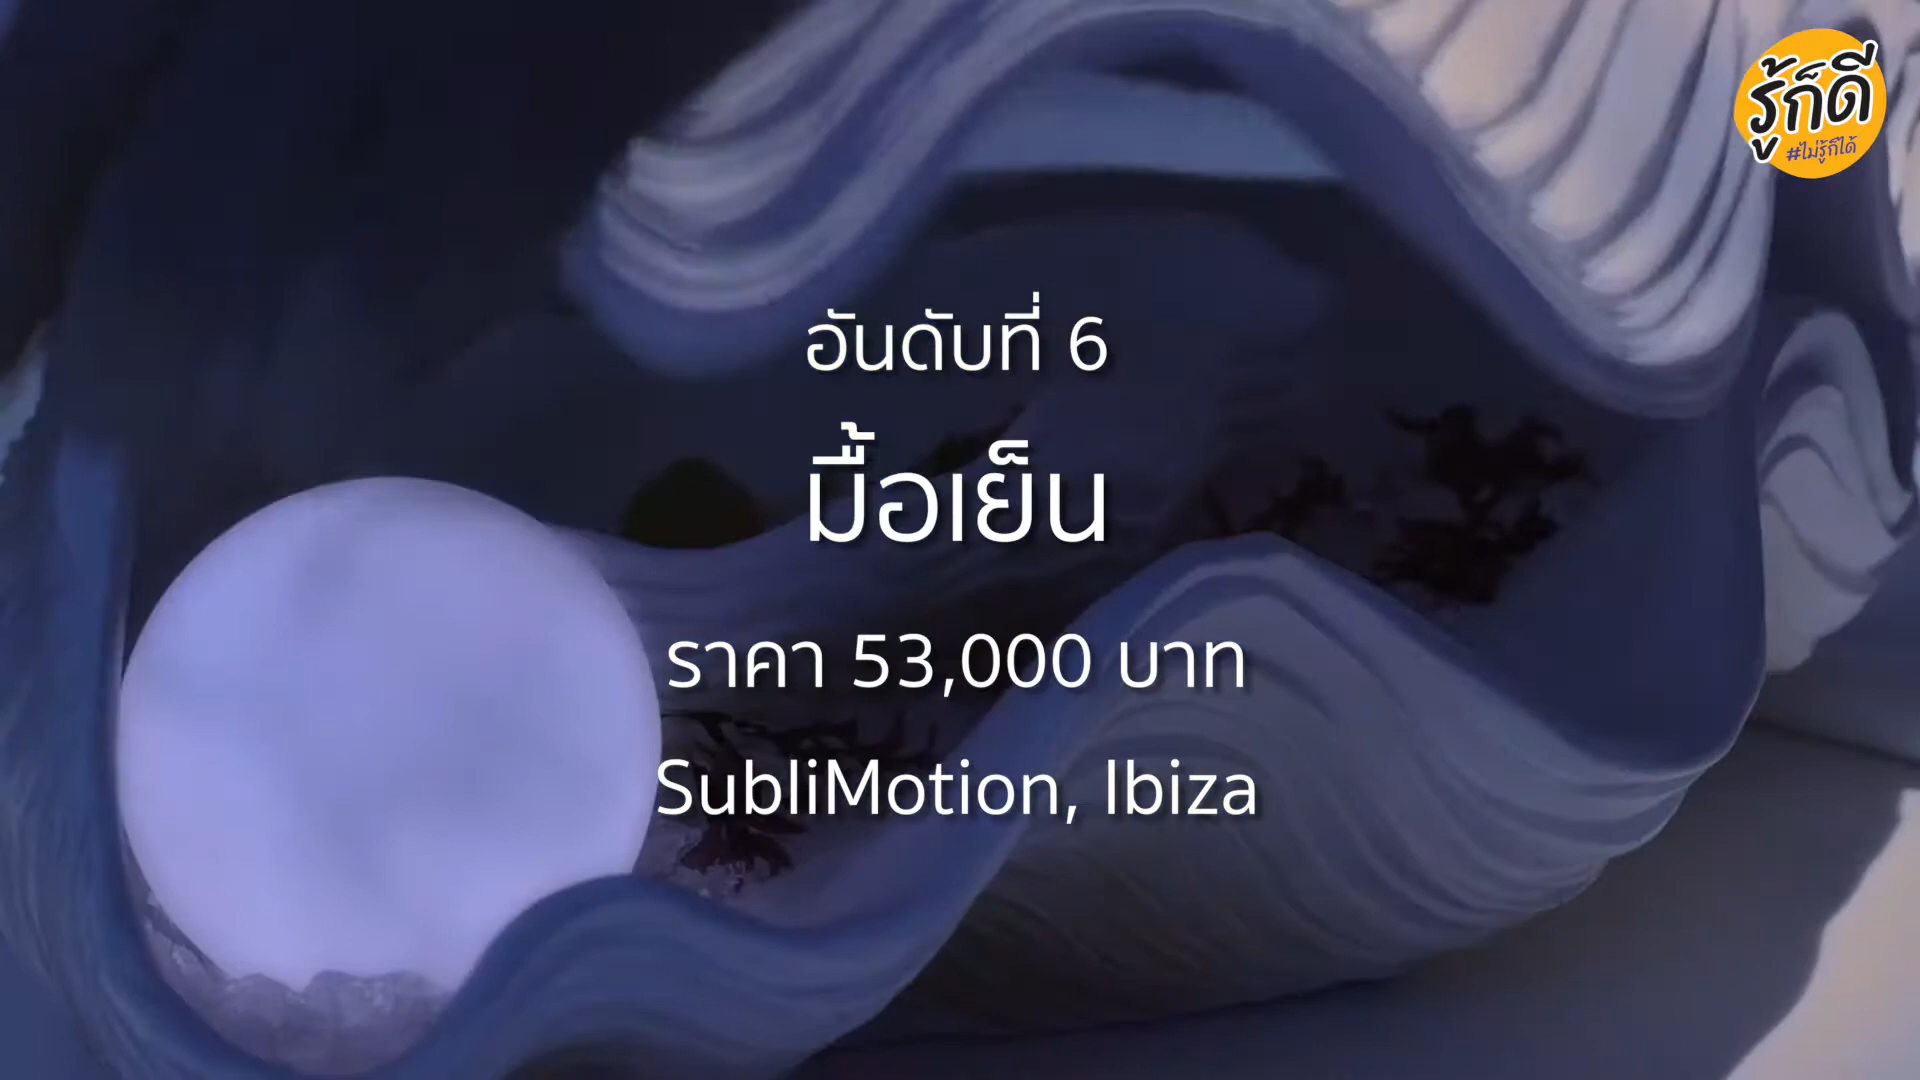 รู้ก็ดี
#ไม่รู้ก็ได้
อันดับที่ 6
มื้อเย็น
ราคา 53,000 บาท
SubliMotion, Ibiza